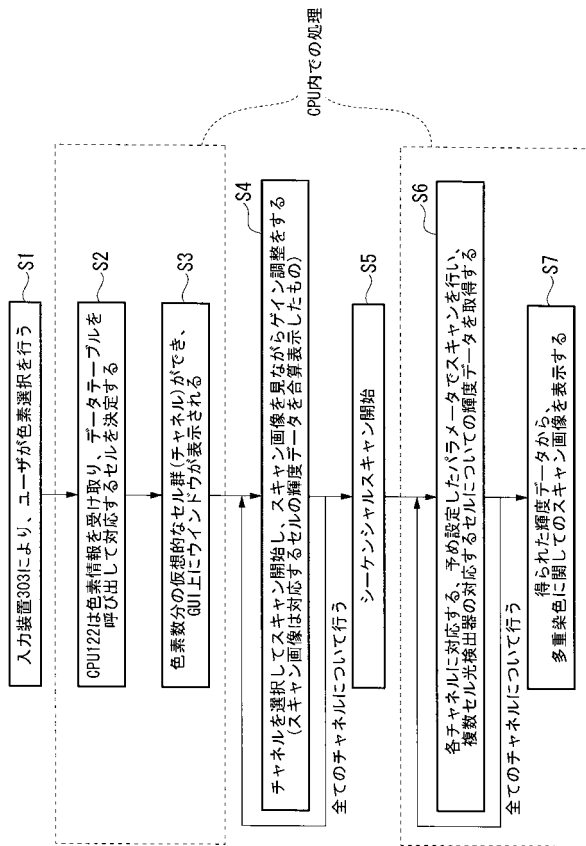 入力装置303により、ユーザが色素選択を行う
S1
CPU122は色素情報を受け取り、データテーブルを
呼び出して対応するセルを決定する
S2
色素数分の仮想的なセル群(チャネル)ができ、
GUI上にウインドウが表示される
S3
チャネルを選択してスキャン開始し、スキャン画像を見ながらゲイン調整をする
(スキャン画像は対応するセルの輝度データを合算表示したもの)
S4
全てのチャネルについて行う
シーケンシャルスキャン開始
S5
各チャネルに対応する、予め設定したパラメータでスキャンを行い、
複数セル光検出器の対応するセルについての輝度データを取得する
S6
全てのチャネルについて行う
得られた輝度データから、
多重染色に関してのスキャン画像を表示する
S7
CPU内での処理